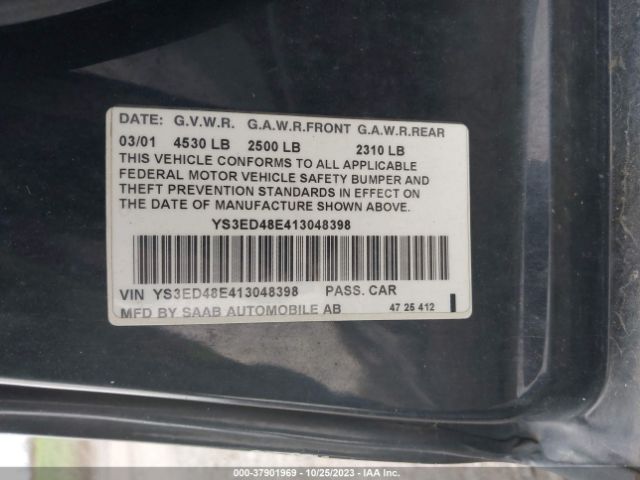 DATE: G.V.W.R. G.A.W.R.FRONT G.A.W.R.REAR
03/01 4530 LB 2500 LB 2310 LB
THIS VEHICLE CONFORMS TO ALL APPLICABLE
FEDERAL MOTOR VEHICLE SAFETY BUMPER AND
THEFT PREVENTION STANDARDS IN EFFECT ON
THE DATE OF MANUFACTURE SHOWN ABOVE.
YS3ED48E413048398
VIN YS3ED48E413048398 PASS. CAR
MFD BY SAAB AUTOMOBILE AB 47 25 412
000-37901969 - 10/25/2023 - IAA Inc.